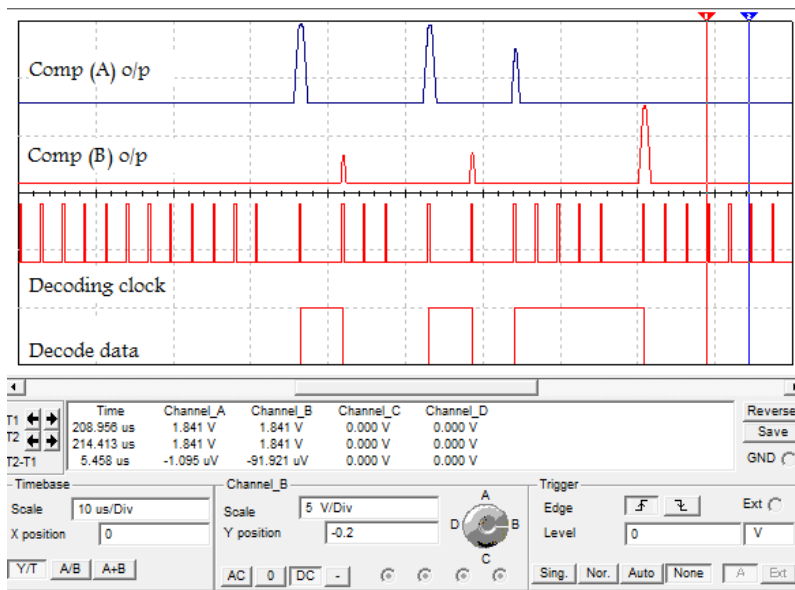 1 2
Comp (A) o/p
Comp (B) o/p
Decoding clock
Decode data
Time Channel_A Channel_B Channel_C Channel_D
T1 208.956 us 1.841 V 1.841 V 0.000 V 0.000 V
T2 214.413 us 1.841 V 1.841 V 0.000 V 0.000 V
T2-T1 5.458 us -1.095 uV -91.921 uV 0.000 V 0.000 V
Reverse
Save
GND
Timebase
Scale 10 us/Div
X position 0
Y/T A/B A+B
Channel_B
Scale 5 V/Div
Y position -0.2
AC 0 DC -
A
B
C
D
Trigger
Edge Ext
Level 0 V
Sing. Nor. Auto None A Ext